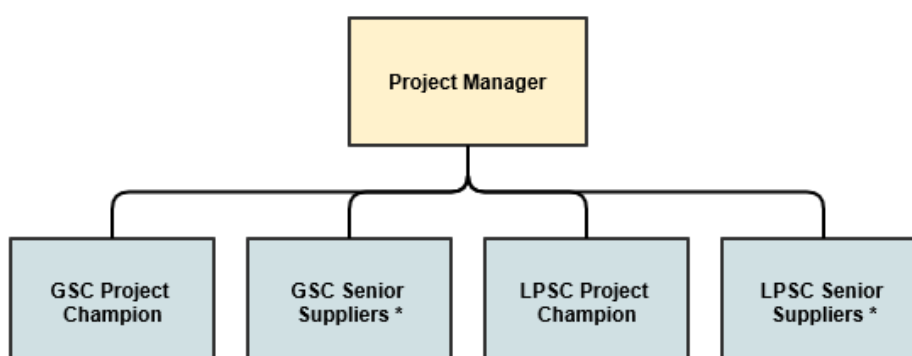 Project Manager
GSC Project
Champion
GSC Senior
Suppliers *
LPSC Project
Champion
LPSC Senior
Suppliers *